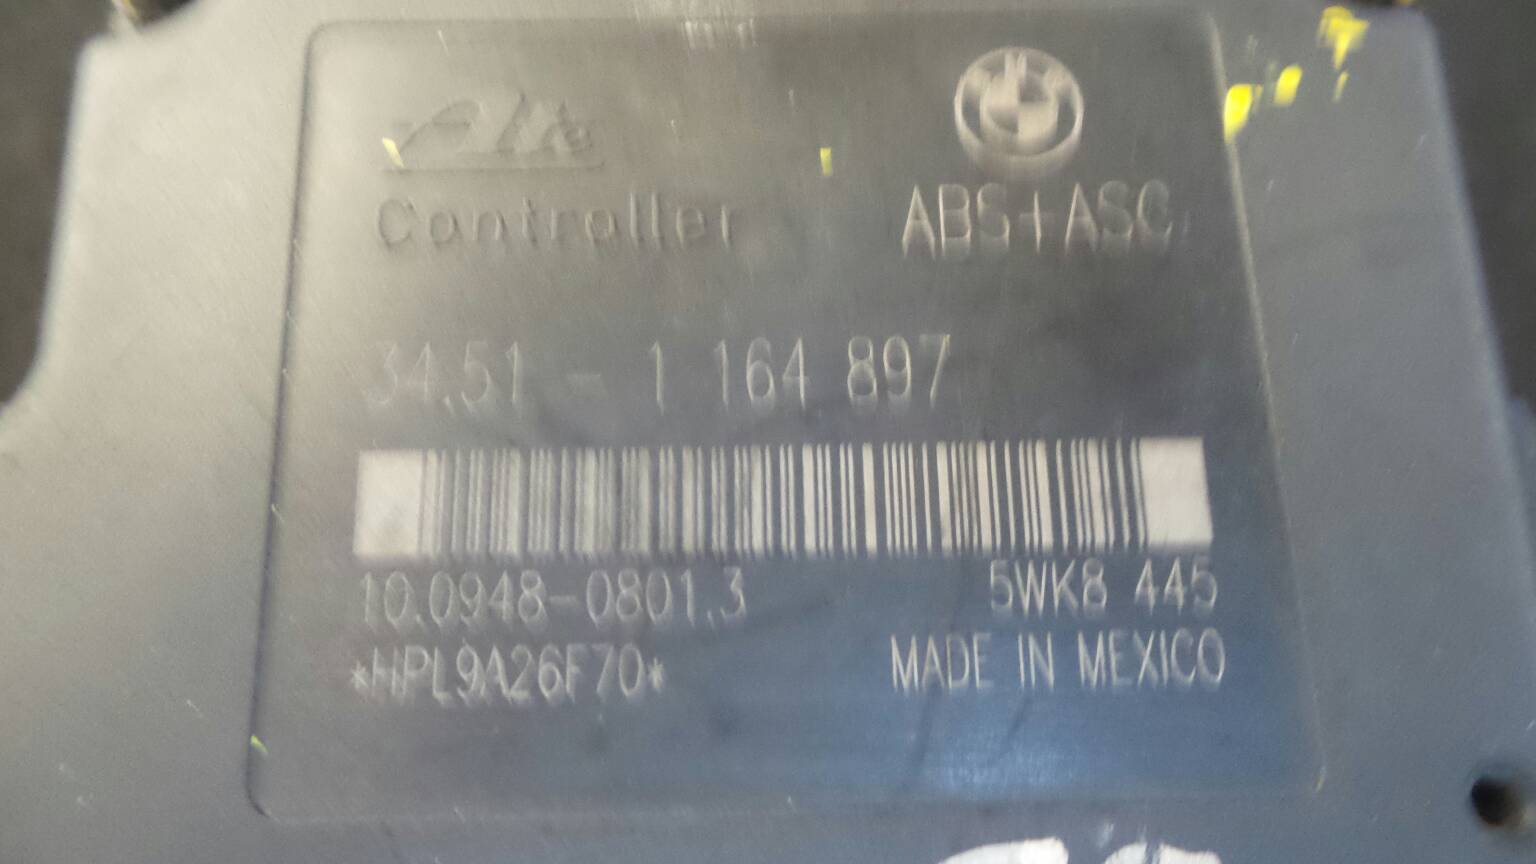 Ate
BMW
Controller ABS+ASC
34.51 - 1 164 897
10.0948-0801.3 5WK8 445
*HPL9A26F70* MADE IN MEXICO